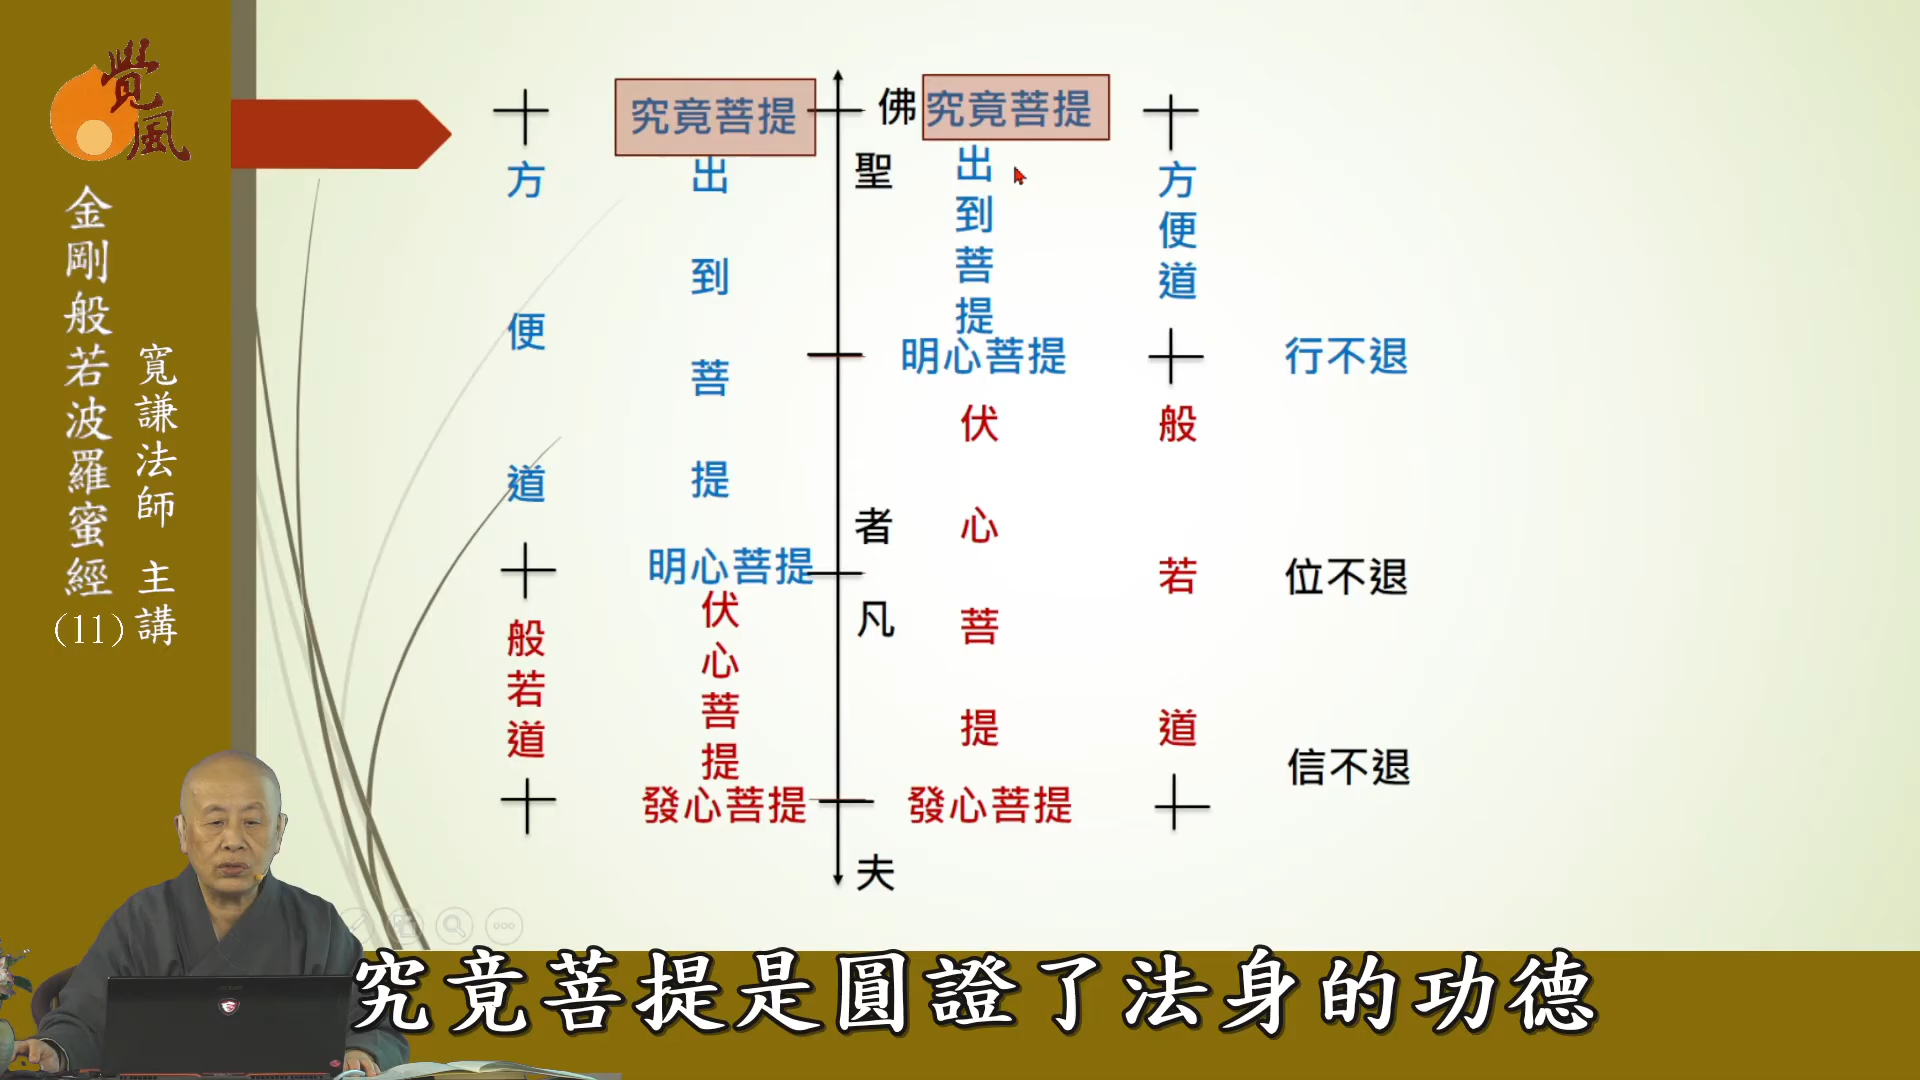 覺風
金剛般若波羅蜜經
(11)
寬謙法師 主講
方便道
般若道
究竟菩提
出到菩提
明心菩提
伏心菩提
發心菩提
佛
聖者
凡夫
究竟菩提
出到菩提
明心菩提
伏心菩提
發心菩提
方便道
般若道
行不退
位不退
信不退
究竟菩提是圓證了法身的功德